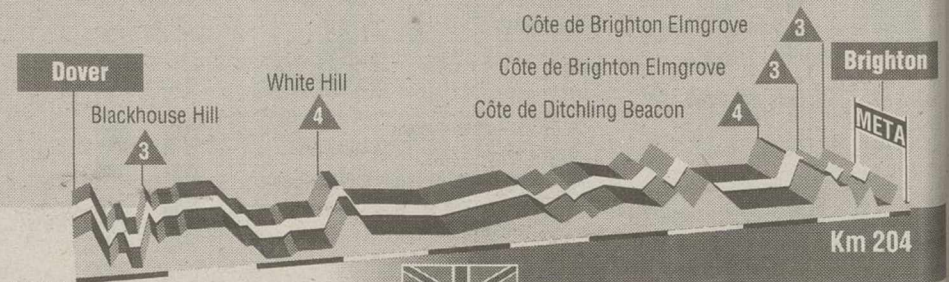 Côte de Brighton Elmgrove 3
Côte de Brighton Elmgrove 3
Côte de Ditchling Beacon 4
Dover
Blackhouse Hill
3
White Hill
4
Brighton
META
Km 204